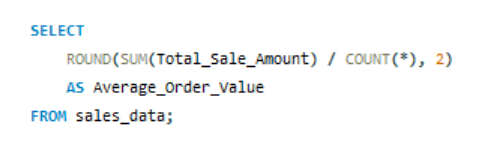 SELECT
ROUND(SUM(Total_Sale_Amount) / COUNT(*), 2)
AS Average_Order_Value
FROM sales_data;